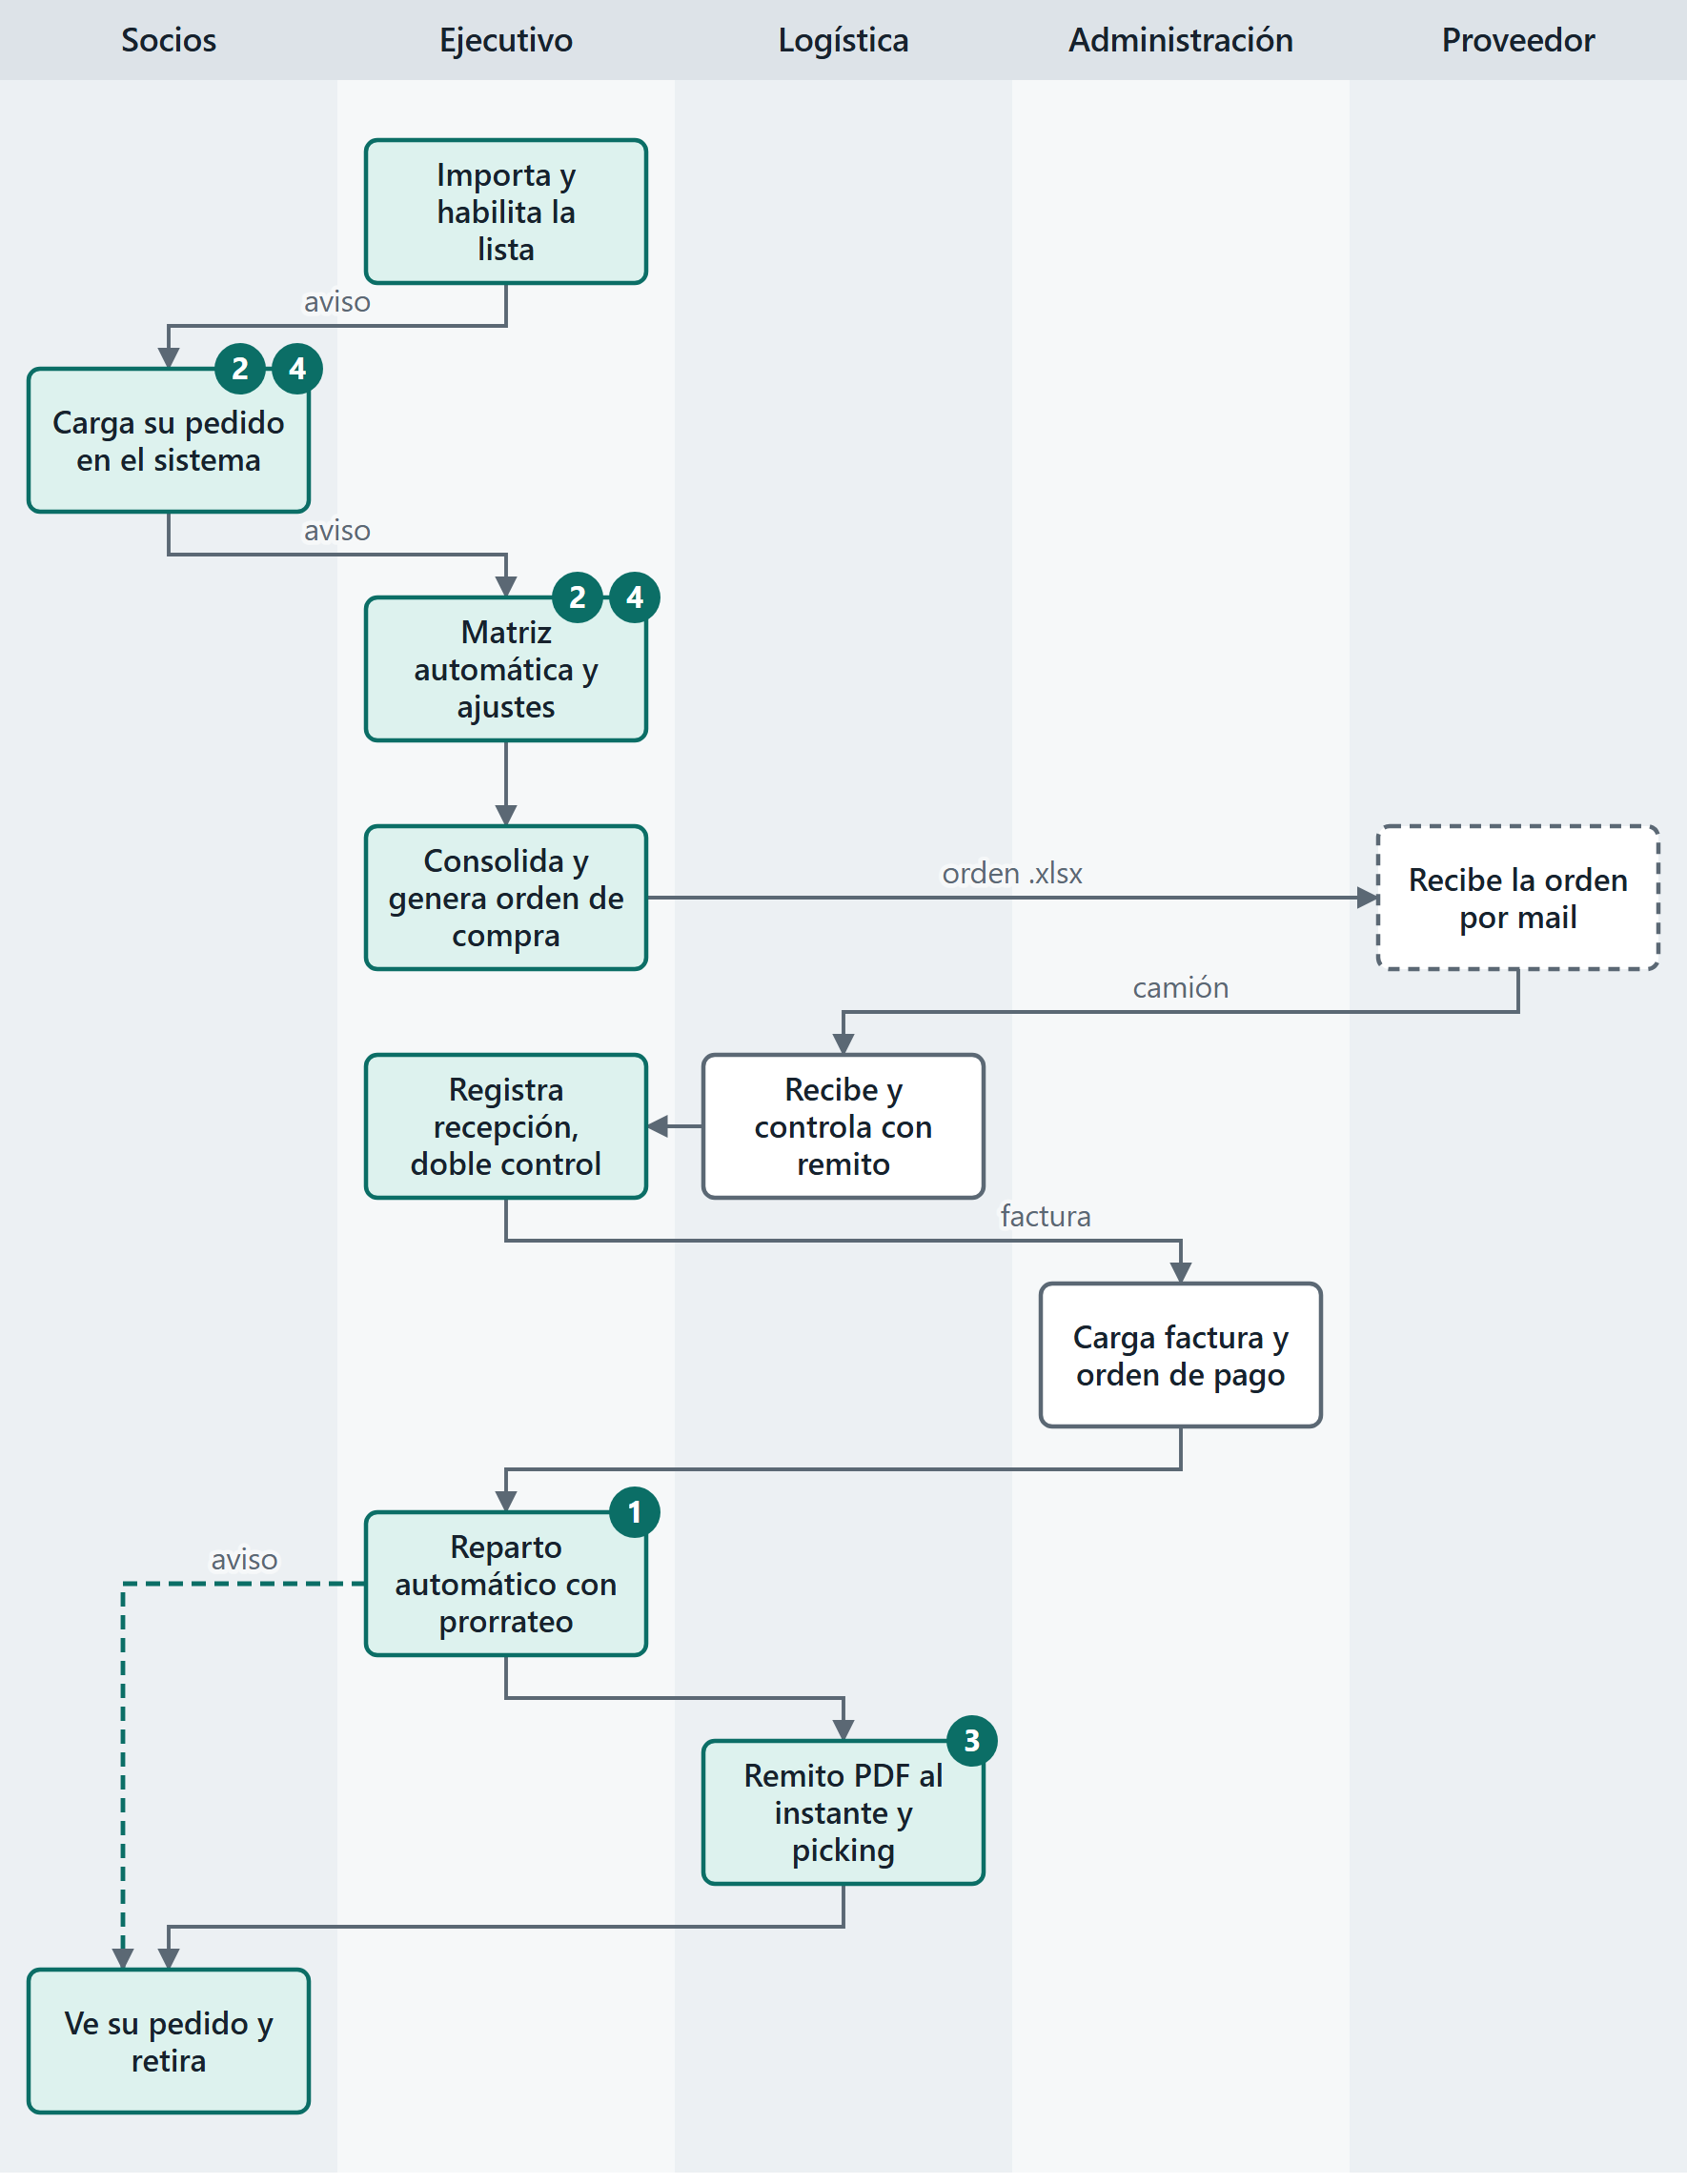 Socios
Ejecutivo
Logística
Administración
Proveedor
Importa y
habilita la
lista
aviso
2
4
Carga su pedido
en el sistema
aviso
2
4
Matriz
automática y
ajustes
Consolida y
genera orden de
compra
orden .xlsx
Recibe la orden
por mail
camión
Registra
recepción,
doble control
Recibe y
controla con
remito
factura
Carga factura y
orden de pago
1
Reparto
automático con
prorrateo
aviso
3
Remito PDF al
instante y
picking
Ve su pedido y
retira